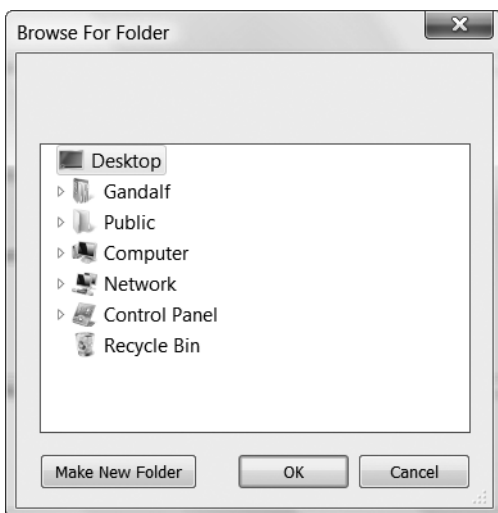 Browse For Folder
Desktop
Gandalf
Public
Computer
Network
Control Panel
Recycle Bin
Make New Folder OK Cancel